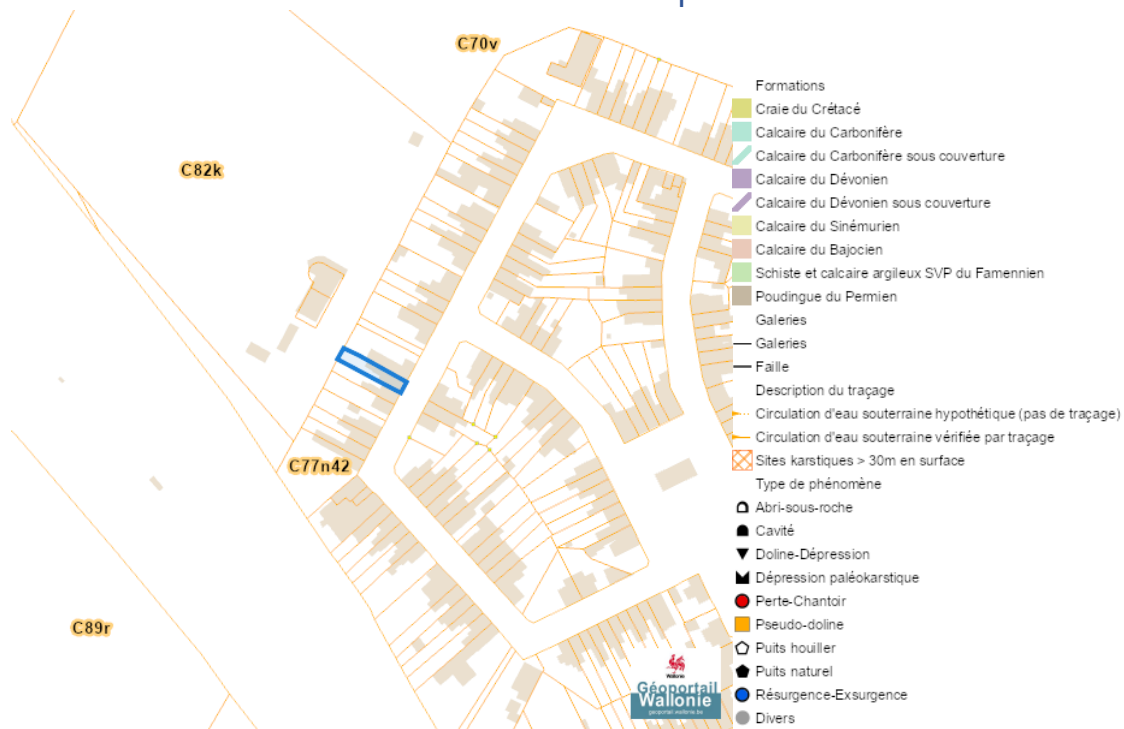 C70v
C82k
C77n42
C89r
Wallonie
Géoportail
Wallonie
geoportail.wallonie.be
Formations
Craie du Crétacé
Calcaire du Carbonifère
Calcaire du Carbonifère sous couverture
Calcaire du Dévonien
Calcaire du Dévonien sous couverture
Calcaire du Sinémurien
Calcaire du Bajocien
Schiste et calcaire argileux SVP du Famennien
Poudingue du Permien
Galeries
Galeries
Faille
Description du traçage
Circulation d'eau souterraine hypothétique (pas de traçage)
Circulation d'eau souterraine vérifiée par traçage
Sites karstiques > 30m en surface
Type de phénomène
Abri-sous-roche
Cavité
Doline-Dépression
Dépression paléokarstique
Perte-Chantoir
Pseudo-doline
Puits houiller
Puits naturel
Résurgence-Exsurgence
Divers